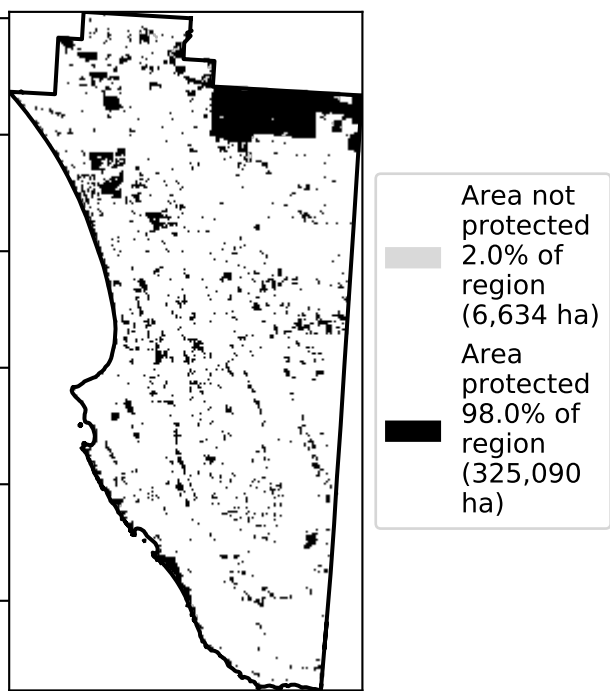 Area not
protected
2.0% of
region
(6,634 ha)
Area
protected
98.0% of
region
(325,090
ha)